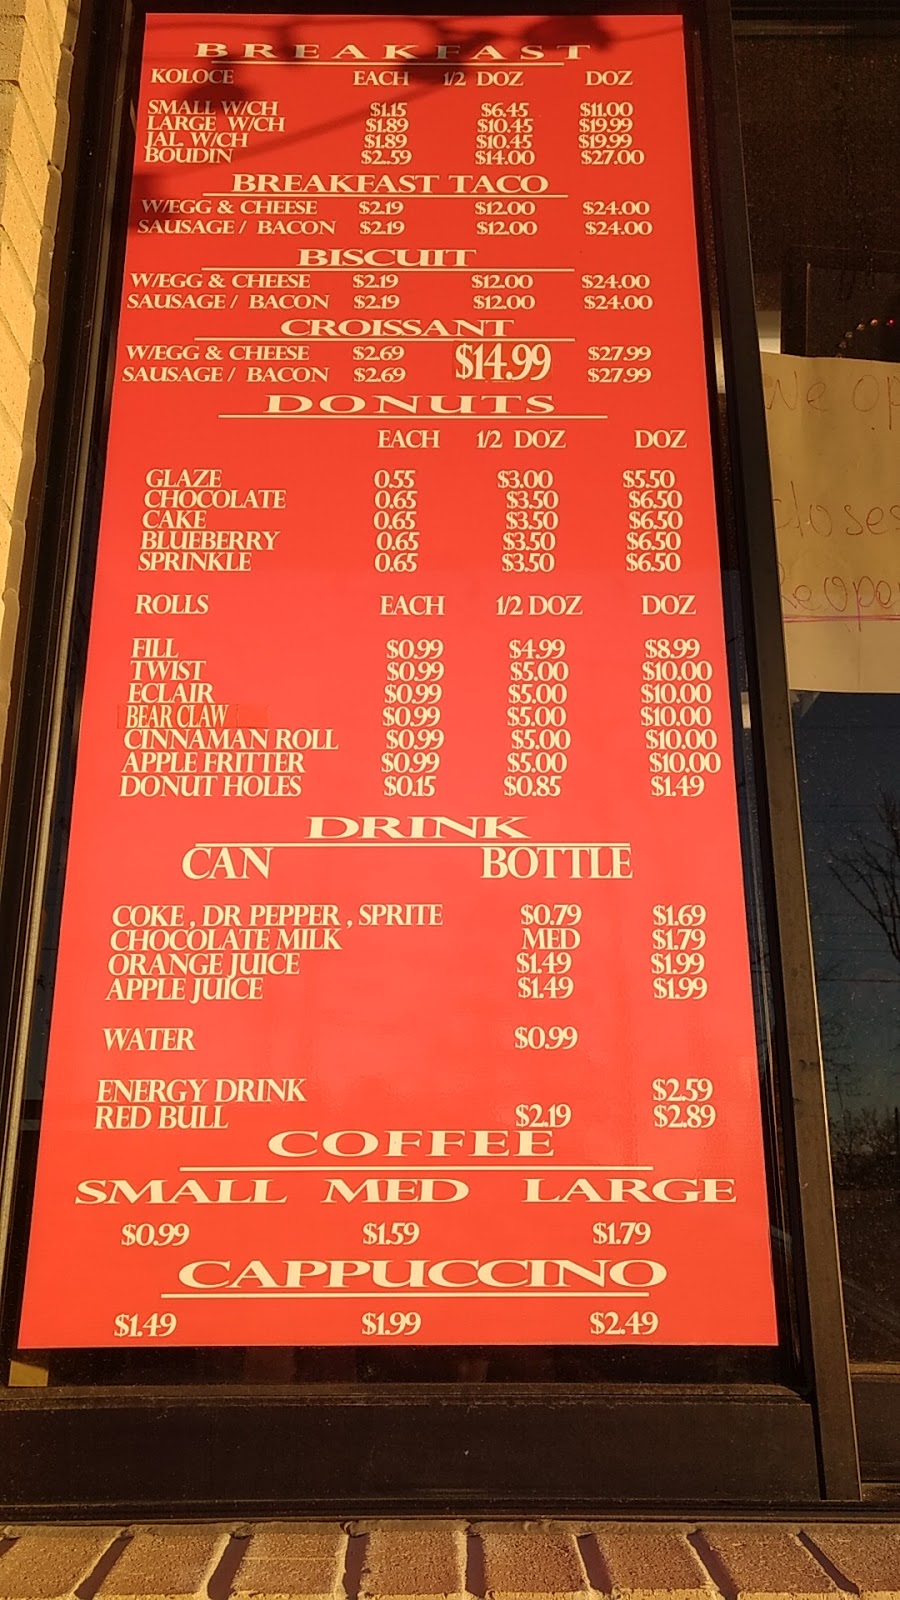 BREAKFAST
KOLOCE EACH 1/2 DOZ DOZ
SMALL W/CH $1.15 $6.45 $11.00
LARGE W/CH $1.89 $10.45 $19.99
JAL W/CH $1.89 $10.45 $19.99
BOUDIN $2.59 $14.00 $27.00
BREAKFAST TACO
W/EGG & CHEESE $2.19 $12.00 $24.00
SAUSAGE / BACON $2.19 $12.00 $24.00
BISCUIT
W/EGG & CHEESE $2.19 $12.00 $24.00
SAUSAGE / BACON $2.19 $12.00 $24.00
CROISSANT
W/EGG & CHEESE $2.69 $14.99 $27.99
SAUSAGE / BACON $2.69 $27.99
DONUTS
EACH 1/2 DOZ DOZ
GLAZE 0.55 $3.00 $5.50
CHOCOLATE 0.65 $3.50 $6.50
CAKE 0.65 $3.50 $6.50
BLUEBERRY 0.65 $3.50 $6.50
SPRINKLE 0.65 $3.50 $6.50
ROLLS EACH 1/2 DOZ DOZ
FILL $0.99 $4.99 $8.99
TWIST $0.99 $5.00 $10.00
ECLAIR $0.99 $5.00 $10.00
BEAR CLAW $0.99 $5.00 $10.00
CINNAMAN ROLL $0.99 $5.00 $10.00
APPLE FRITTER $0.99 $5.00 $10.00
DONUT HOLES $0.15 $0.85 $1.49
DRINK
CAN BOTTLE
COKE , DR PEPPER , SPRITE $0.79 $1.69
CHOCOLATE MILK MED $1.79
ORANGE JUICE $1.49 $1.99
APPLE JUICE $1.49 $1.99
WATER $0.99
ENERGY DRINK $2.59
RED BULL $2.19 $2.89
COFFEE
SMALL MED LARGE
$0.99 $1.59 $1.79
CAPPUCCINO
$1.49 $1.99 $2.49
We
closes